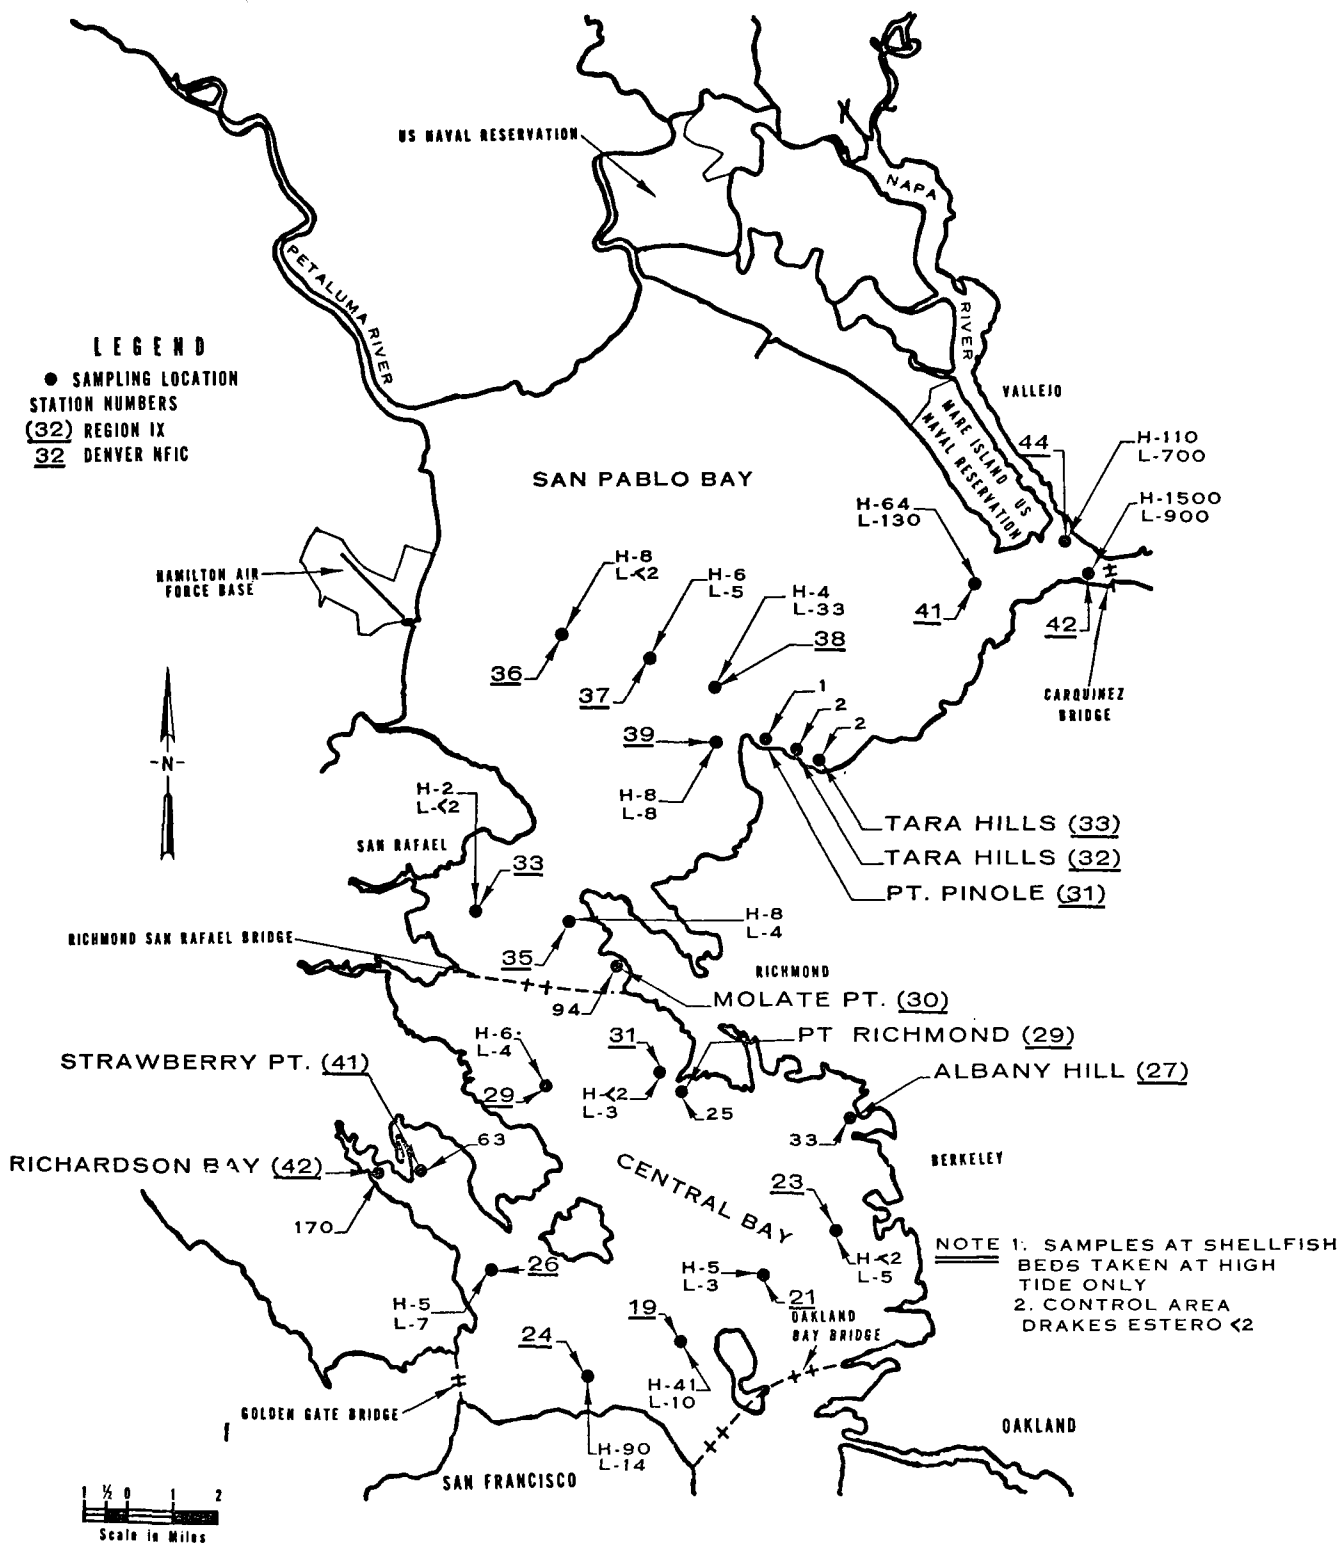 US NAVAL RESERVATION
NAPA
RIVER
PETALUMA RIVER
LEGEND
SAMPLING LOCATION
STATION NUMBERS
(32) REGION IX
32 DENVER NFIC
VALLEJO
MARE ISLAND US
NAVAL RESERVATION
44
H-110
L-700
H-1500
L-900
SAN PABLO BAY
H-64
L-130
41
42
CARQUINEZ
BRIDGE
HAMILTON AIR
FORCE BASE
H-8
L-<2
36
H-6
L-5
37
H-4
L-33
38
1
2
2
39
H-8
L-8
-N-
H-2
L-<2
SAN RAFAEL
33
TARA HILLS (33)
TARA HILLS (32)
PT. PINOLE (31)
H-8
L-4
35
RICHMOND SAN RAFAEL BRIDGE
RICHMOND
94
MOLATE PT. (30)
H-6
L-4
29
31
H-<2
L-3
PT RICHMOND (29)
25
STRAWBERRY PT. (41)
ALBANY HILL (27)
33
63
RICHARDSON BAY (42)
170
BERKELEY
CENTRAL BAY
23
H-<2
L-5
NOTE 1. SAMPLES AT SHELLFISH
BEDS TAKEN AT HIGH
TIDE ONLY
2. CONTROL AREA
DRAKES ESTERO <2
26
H-5
L-7
H-5
L-3
21
19
H-41
L-10
OAKLAND
BAY BRIDGE
24
H-90
L-14
GOLDEN GATE BRIDGE
OAKLAND
SAN FRANCISCO
1 ½ 0 1 2
Scale in Miles